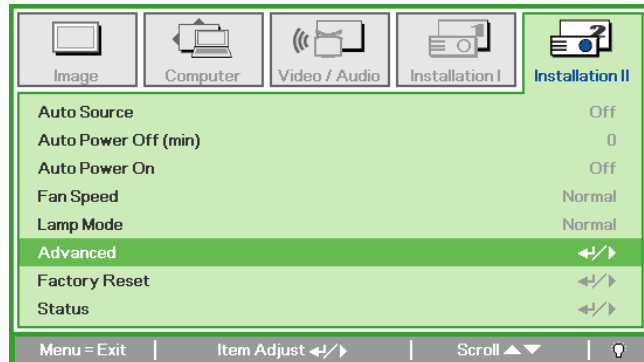 Image Computer Video / Audio Installation I Installation II
Auto Source Off
Auto Power Off (min) 0
Auto Power On Off
Fan Speed Normal
Lamp Mode Normal
Advanced ↵/▶
Factory Reset ↵/▶
Status ↵/▶
Menu = Exit Item Adjust ↵/▶ Scroll ▲▼